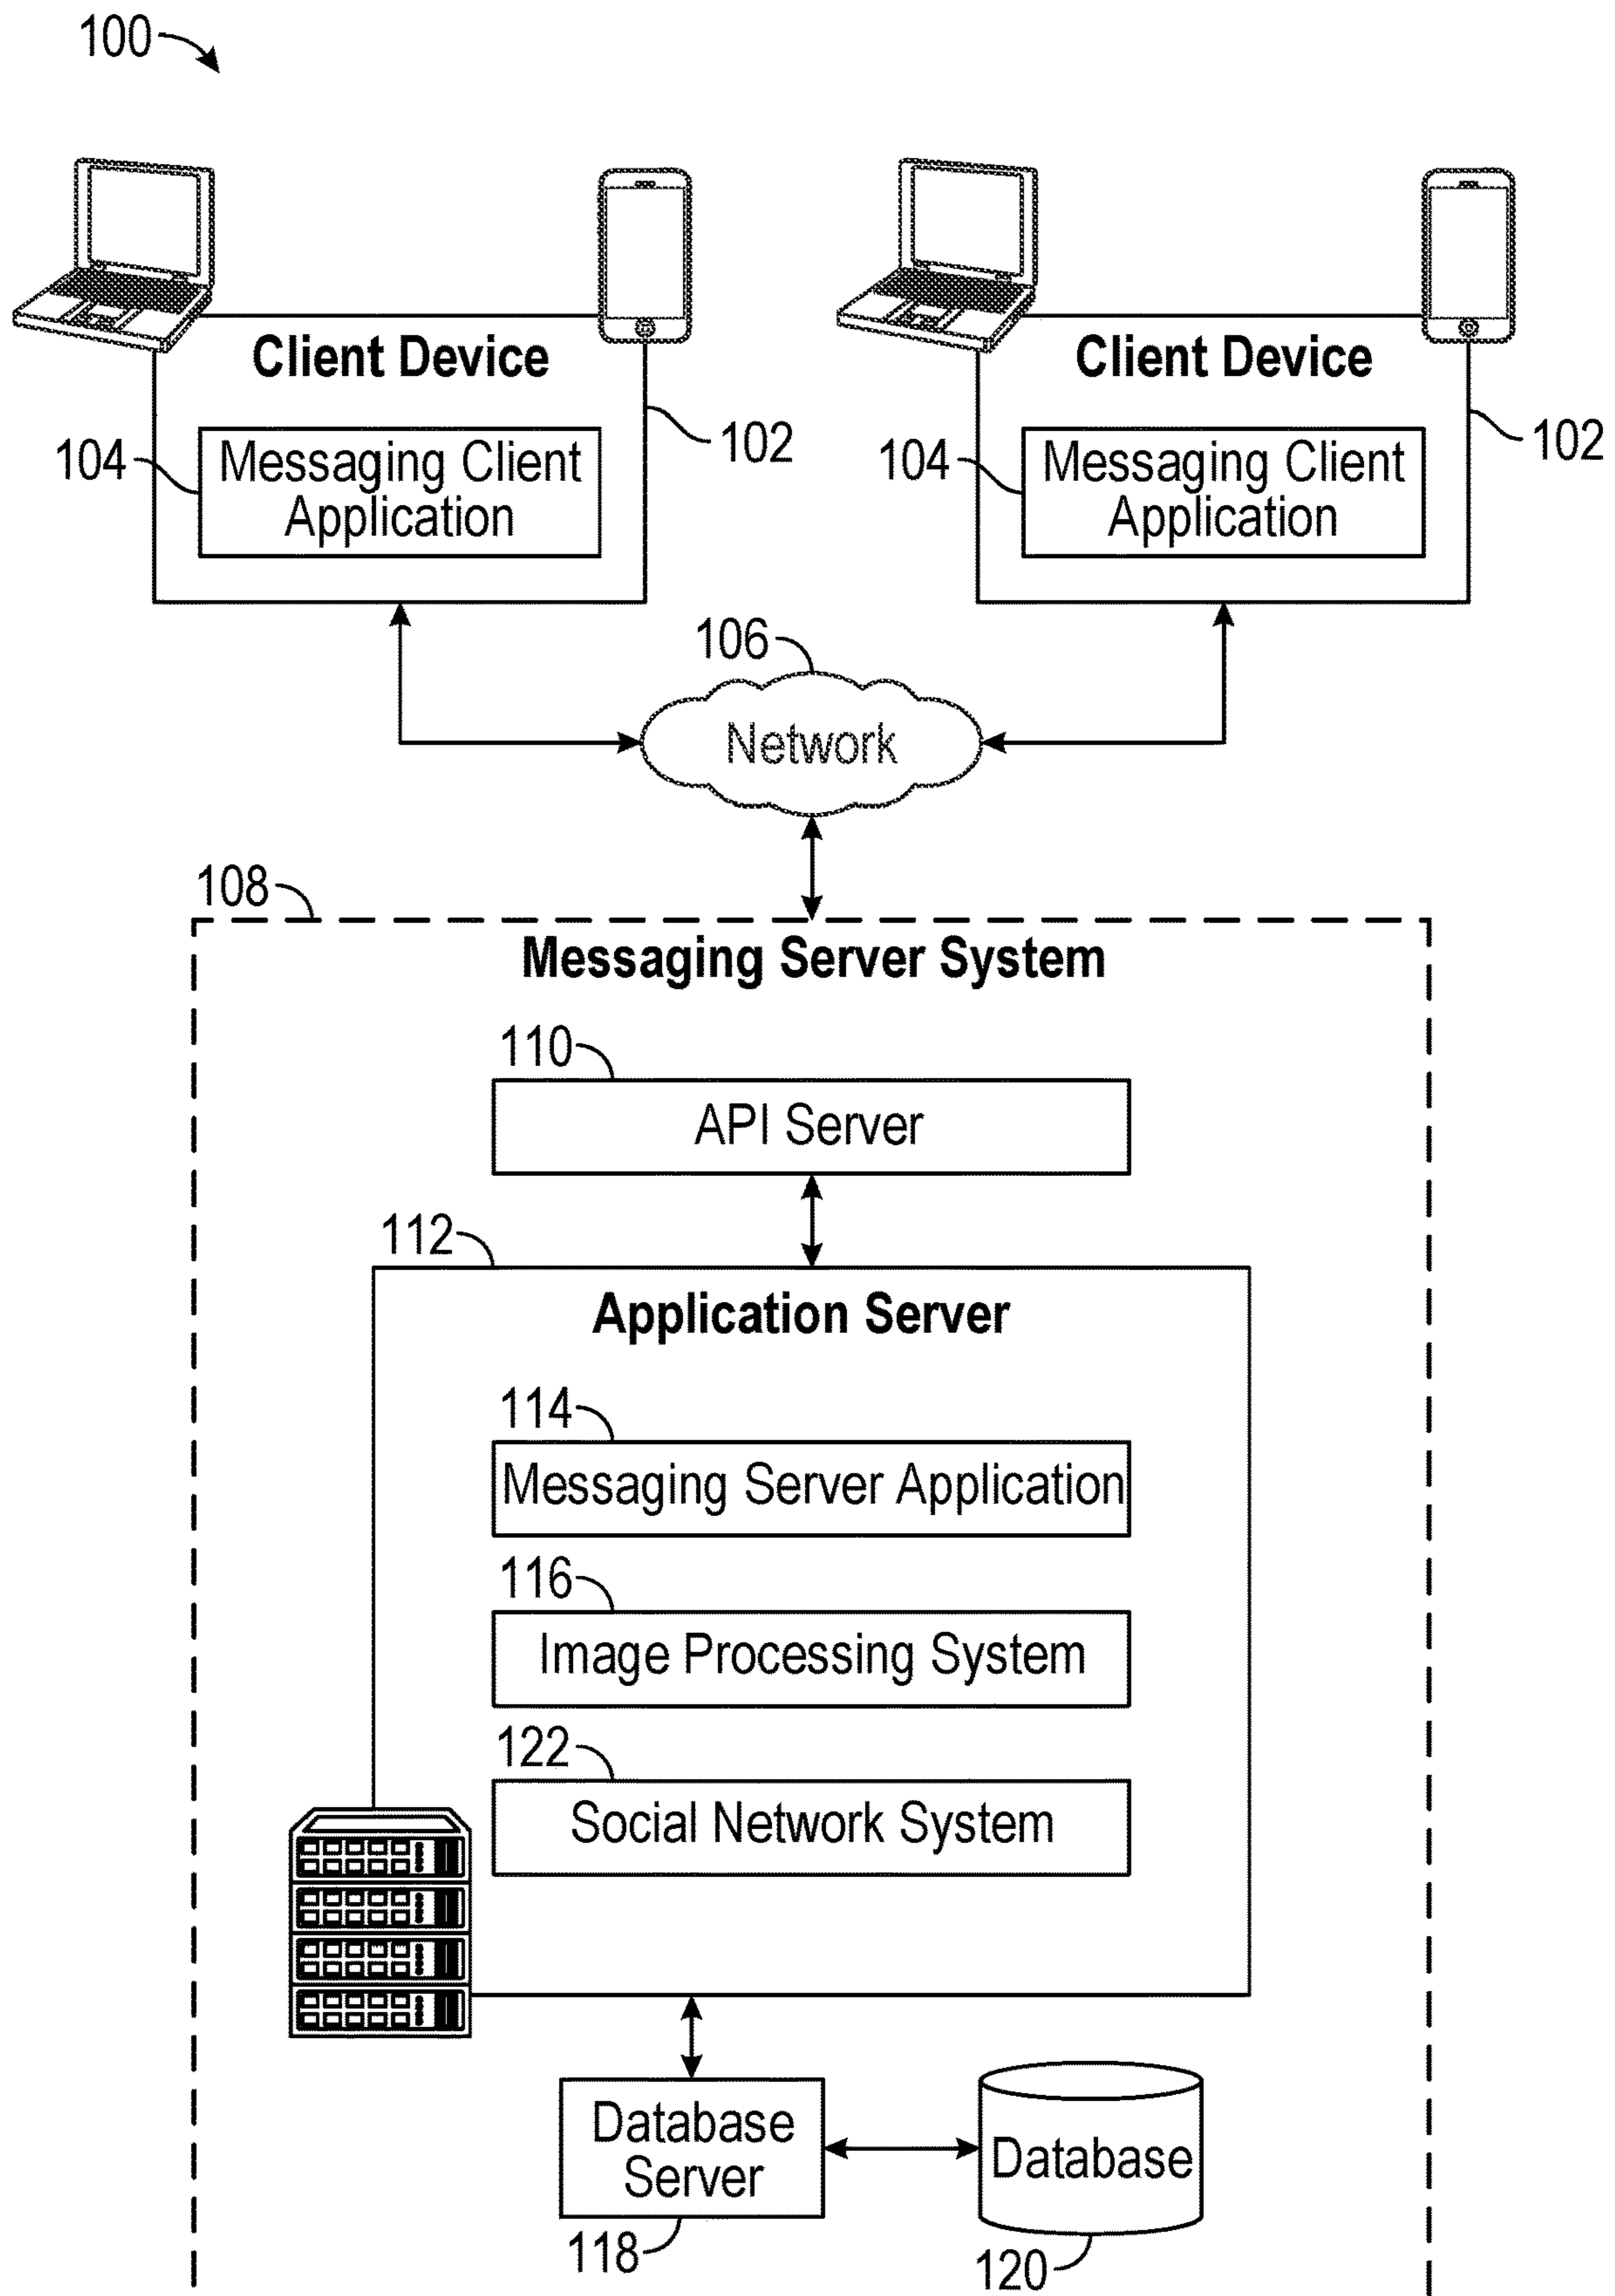 100
Client Device
102
104
Messaging Client
Application
Client Device
102
104
Messaging Client
Application
106
Network
108
Messaging Server System
110
API Server
112
Application Server
114
Messaging Server Application
116
Image Processing System
122
Social Network System
Database
Server
118
Database
120